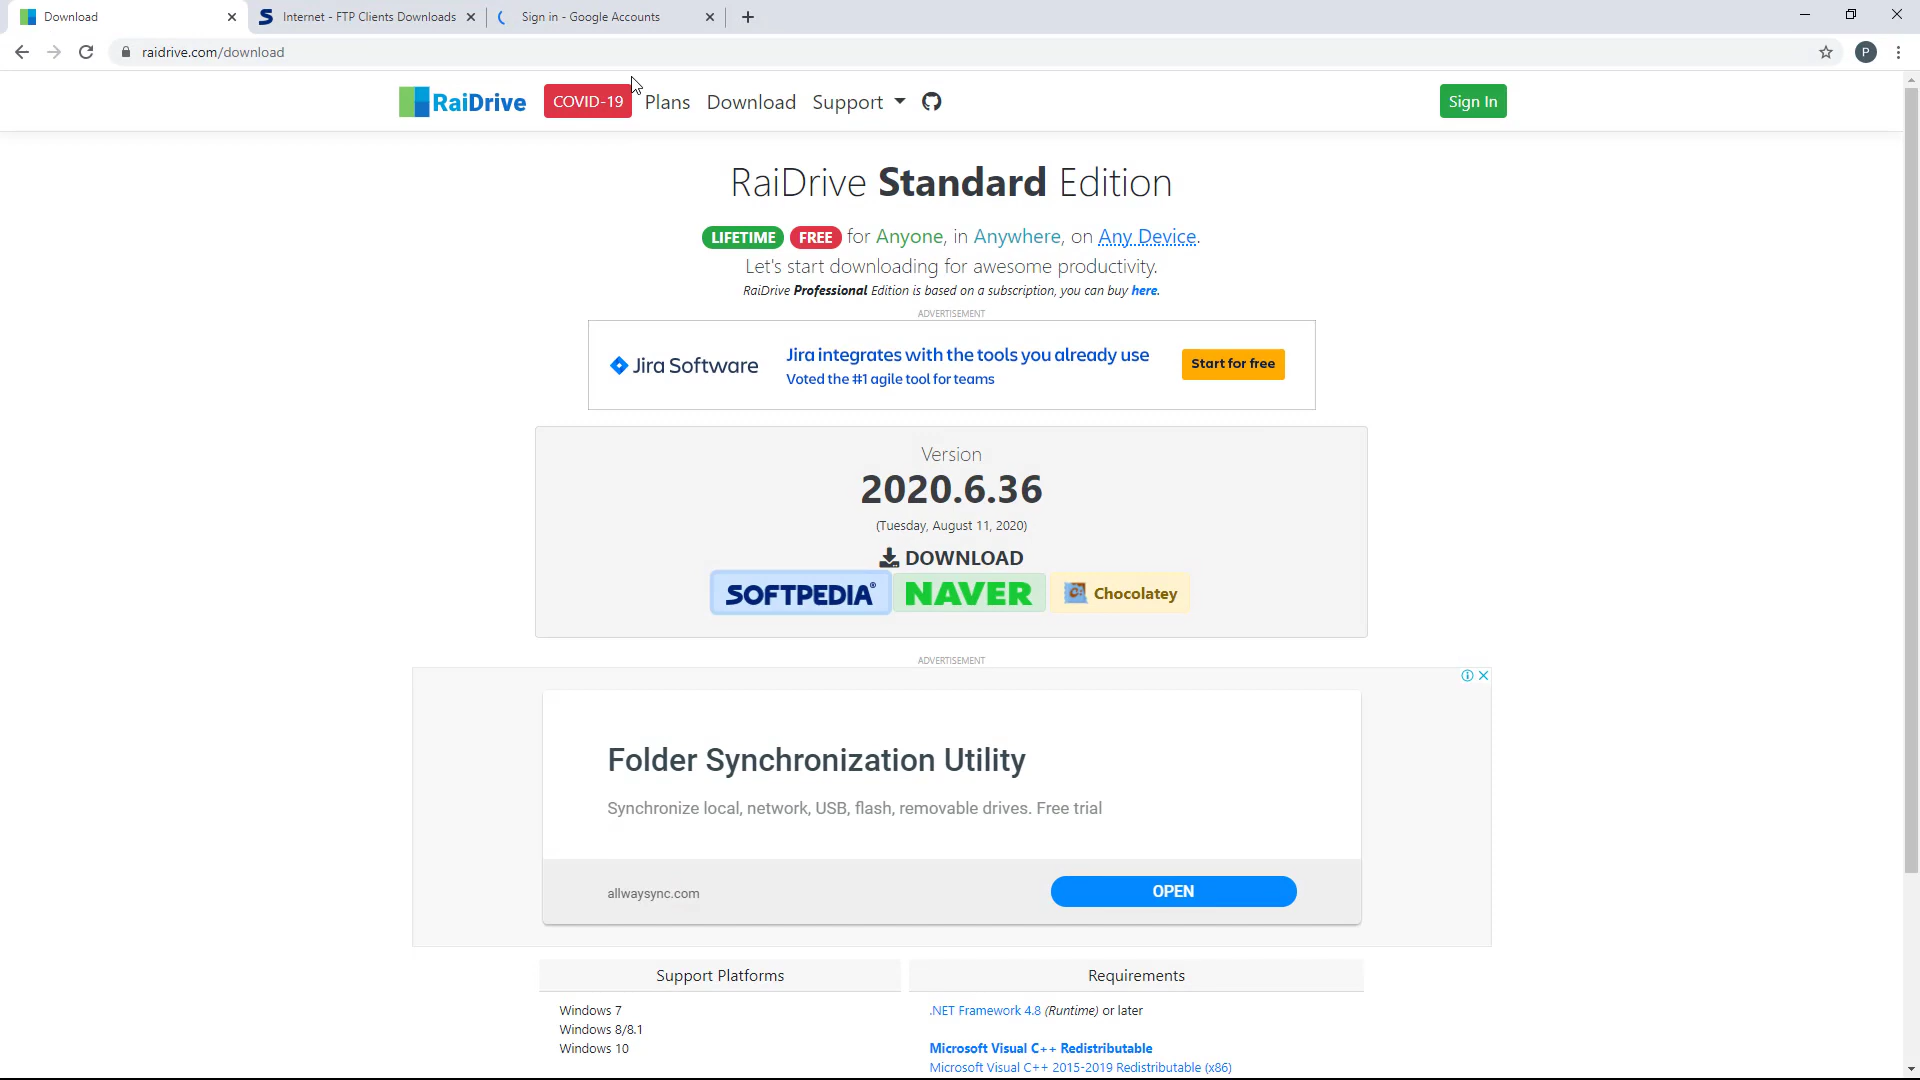 Download
Internet - FTP Clients Downloads
Sign in - Google Accounts
raidrive.com/download
P
RaiDrive
COVID-19
Plans
Download
Support
Sign In
RaiDrive Standard Edition
LIFETIME FREE for Anyone, in Anywhere, on Any Device.
Let's start downloading for awesome productivity.
RaiDrive Professional Edition is based on a subscription, you can buy here.
ADVERTISEMENT
Jira Software
Jira integrates with the tools you already use
Voted the #1 agile tool for teams
Start for free
Version
2020.6.36
(Tuesday, August 11, 2020)
DOWNLOAD
SOFTPEDIA®
NAVER
Chocolatey
ADVERTISEMENT
Folder Synchronization Utility
Synchronize local, network, USB, flash, removable drives. Free trial
allwaysync.com
OPEN
Support Platforms
Windows 7
Windows 8/8.1
Windows 10
Requirements
.NET Framework 4.8 (Runtime) or later
Microsoft Visual C++ Redistributable
Microsoft Visual C++ 2015-2019 Redistributable (x86)